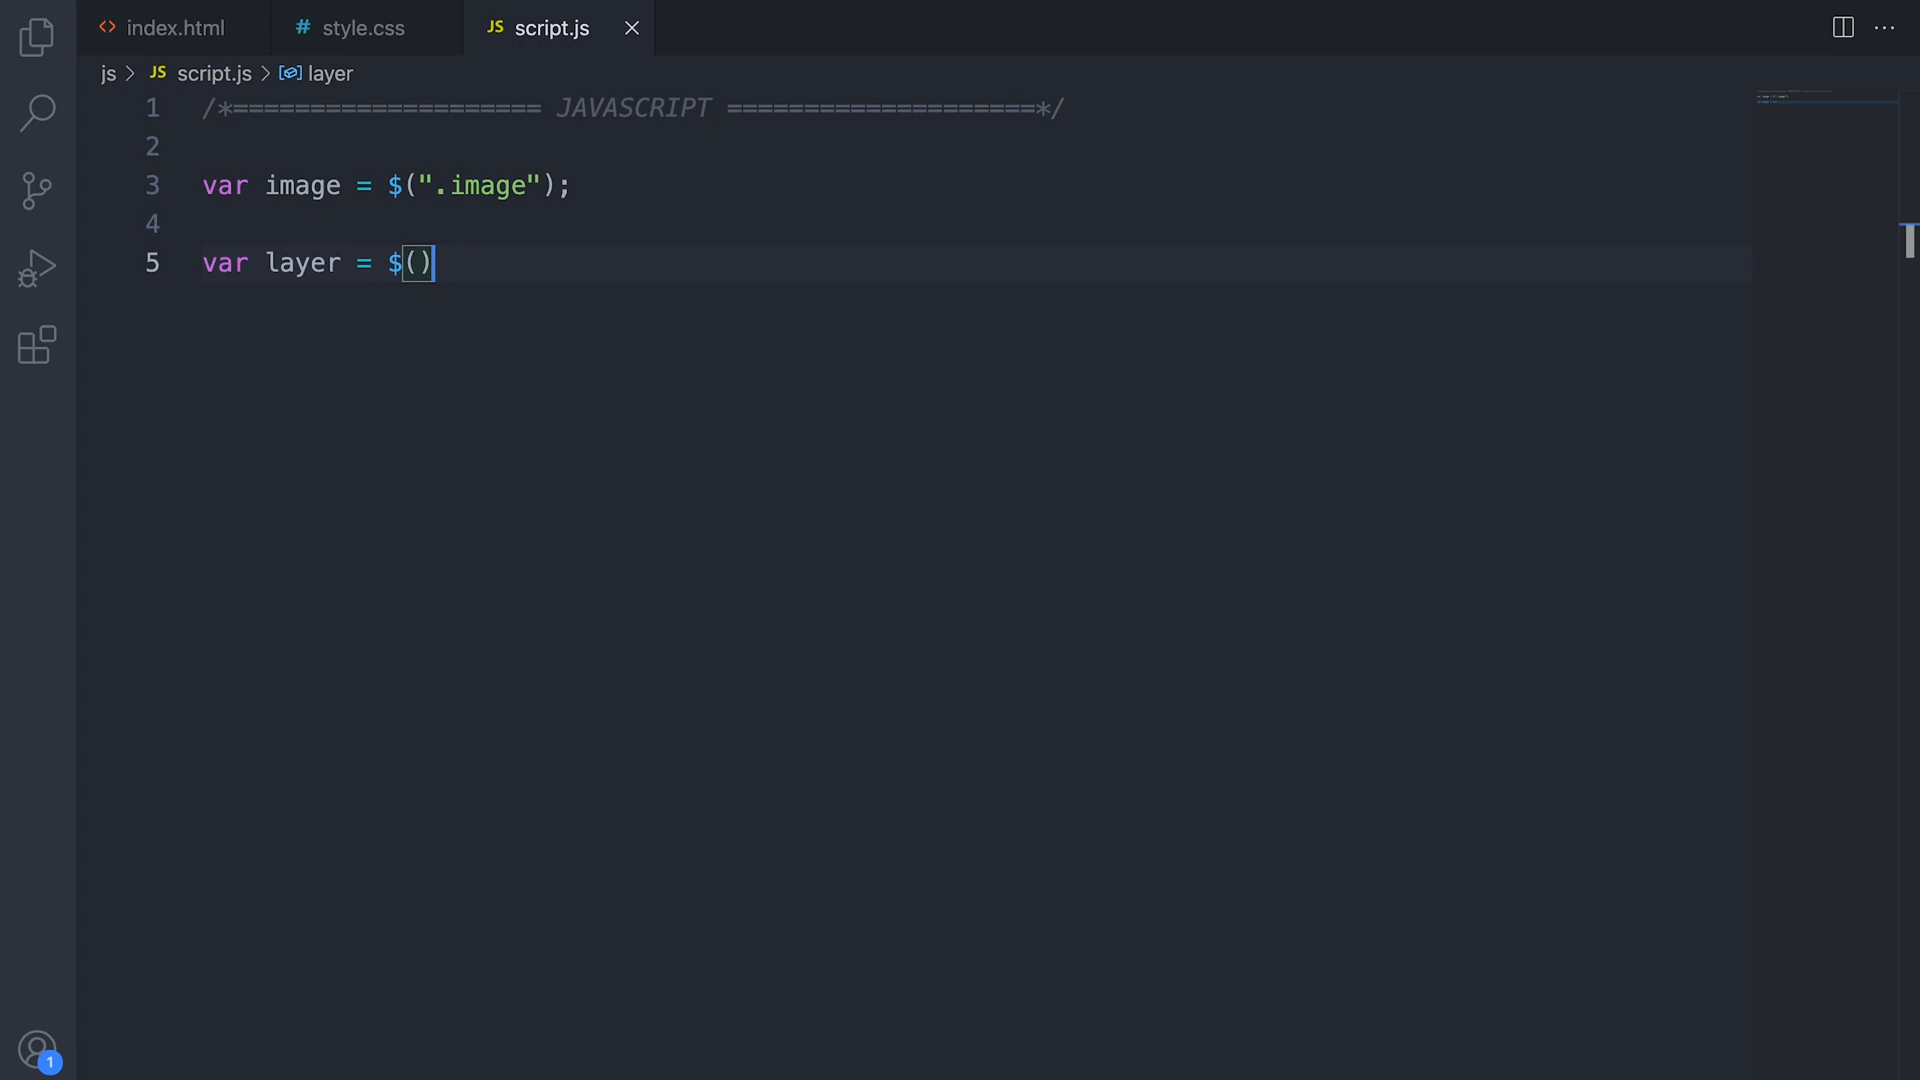 <> index.html # style.css JS script.js × ...
js > JS script.js > layer
1 /*==================== JAVASCRIPT ====================*/
2
3 var image = $(".image");
4
5 var layer = $()
1